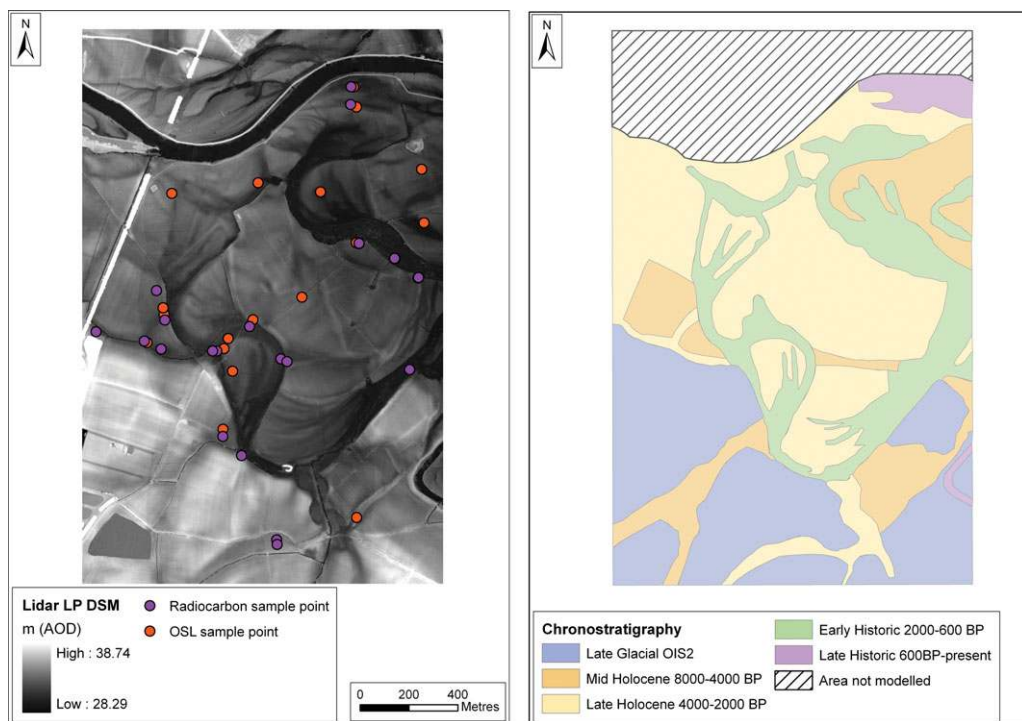 N
Lidar LP DSM
m (AOD)
High : 38.74
Low : 28.29
Radiocarbon sample point
OSL sample point
0 200 400
Metres
N
Chronostratigraphy
Late Glacial OIS2
Mid Holocene 8000-4000 BP
Late Holocene 4000-2000 BP
Early Historic 2000-600 BP
Late Historic 600BP-present
Area not modelled